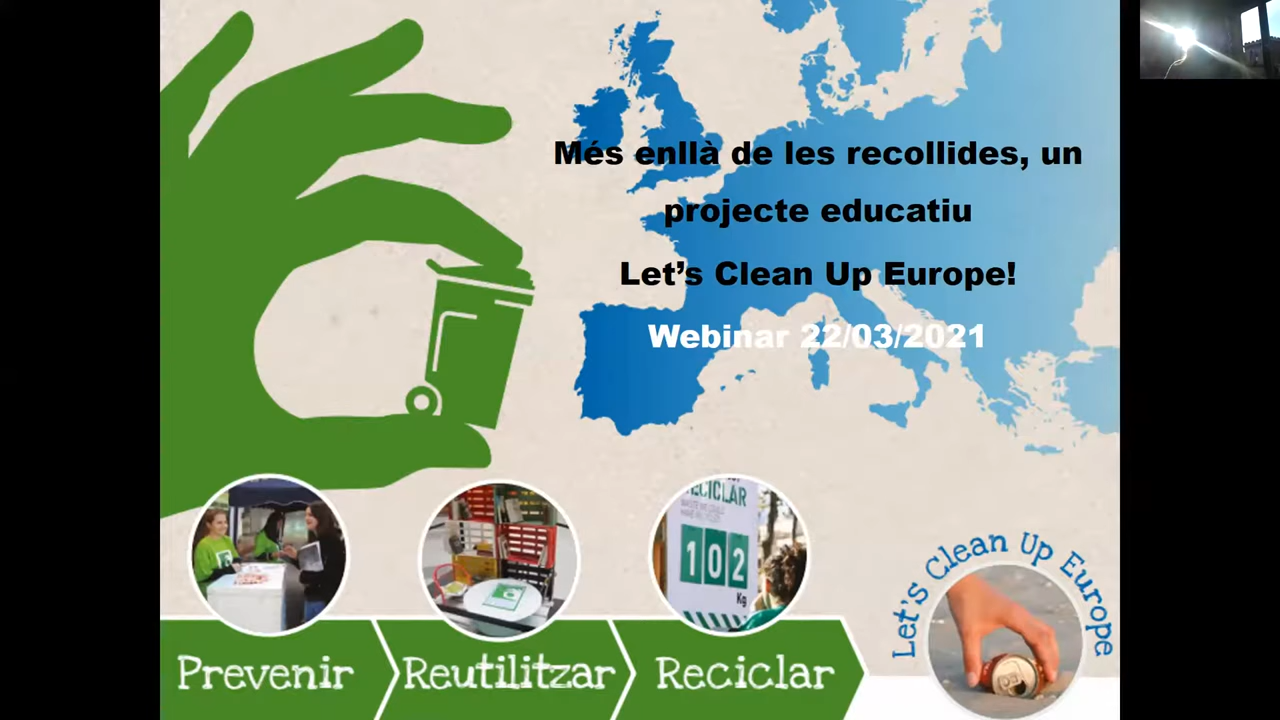 Més enllà de les recollides, un
projecte educatiu
Let's Clean Up Europe!
Webinar 22/03/2021
RECICLAR
102
Kg
Let's Clean Up Europe
Prevenir
Reutilitzar
Reciclar